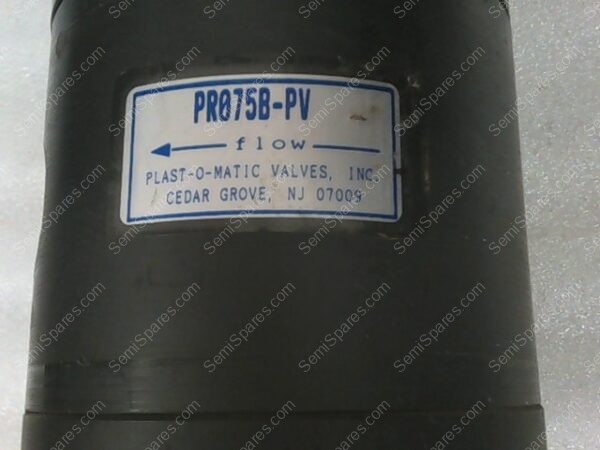 PR075B-PV
flow
PLAST-O-MATIC VALVES, INC.
CEDAR GROVE, NJ 07009
SemiSpares.com